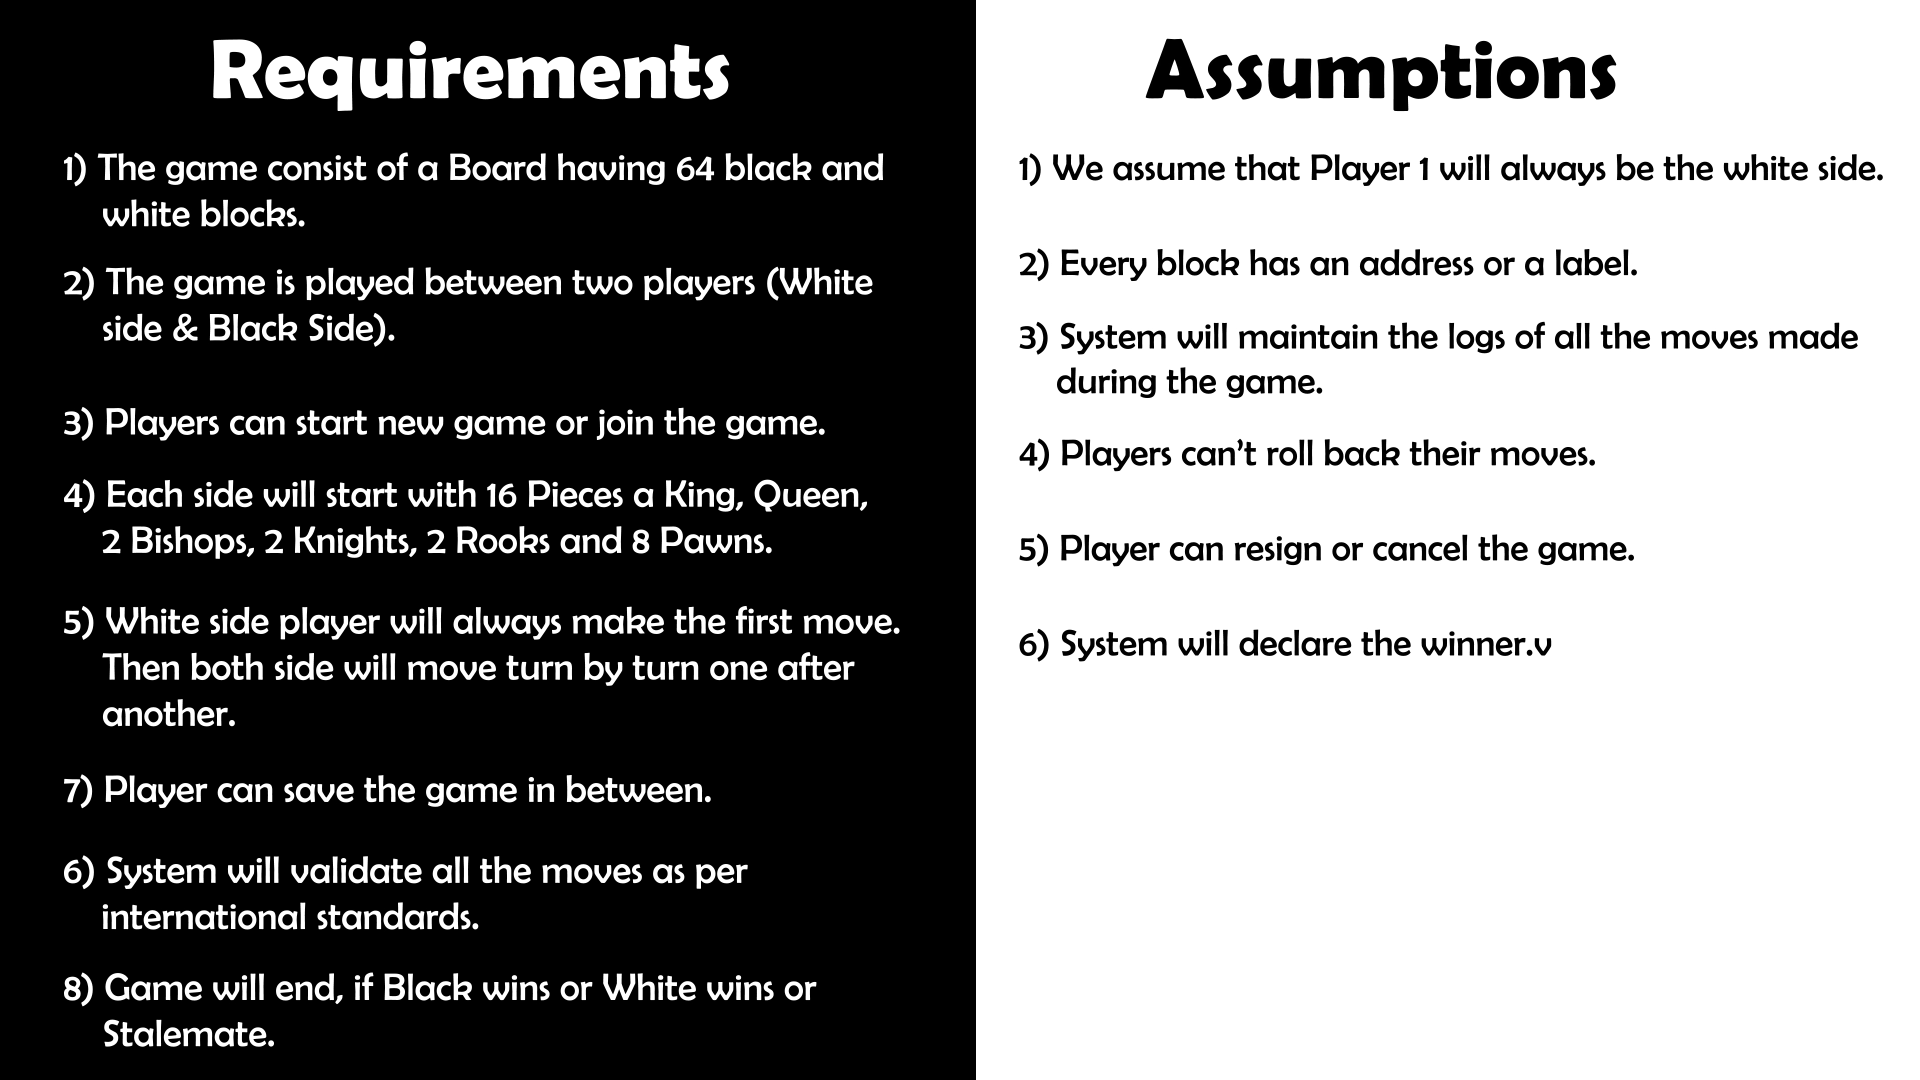 Requirements
1) The game consist of a Board having 64 black and
white blocks.
2) The game is played between two players (White
side & Black Side).
3) Players can start new game or join the game.
4) Each side will start with 16 Pieces a King, Queen,
2 Bishops, 2 Knights, 2 Rooks and 8 Pawns.
5) White side player will always make the first move.
Then both side will move turn by turn one after
another.
7) Player can save the game in between.
6) System will validate all the moves as per
international standards.
8) Game will end, if Black wins or White wins or
Stalemate.
Assumptions
1) We assume that Player 1 will always be the white side.
2) Every block has an address or a label.
3) System will maintain the logs of all the moves made
during the game.
4) Players can’t roll back their moves.
5) Player can resign or cancel the game.
6) System will declare the winner.v